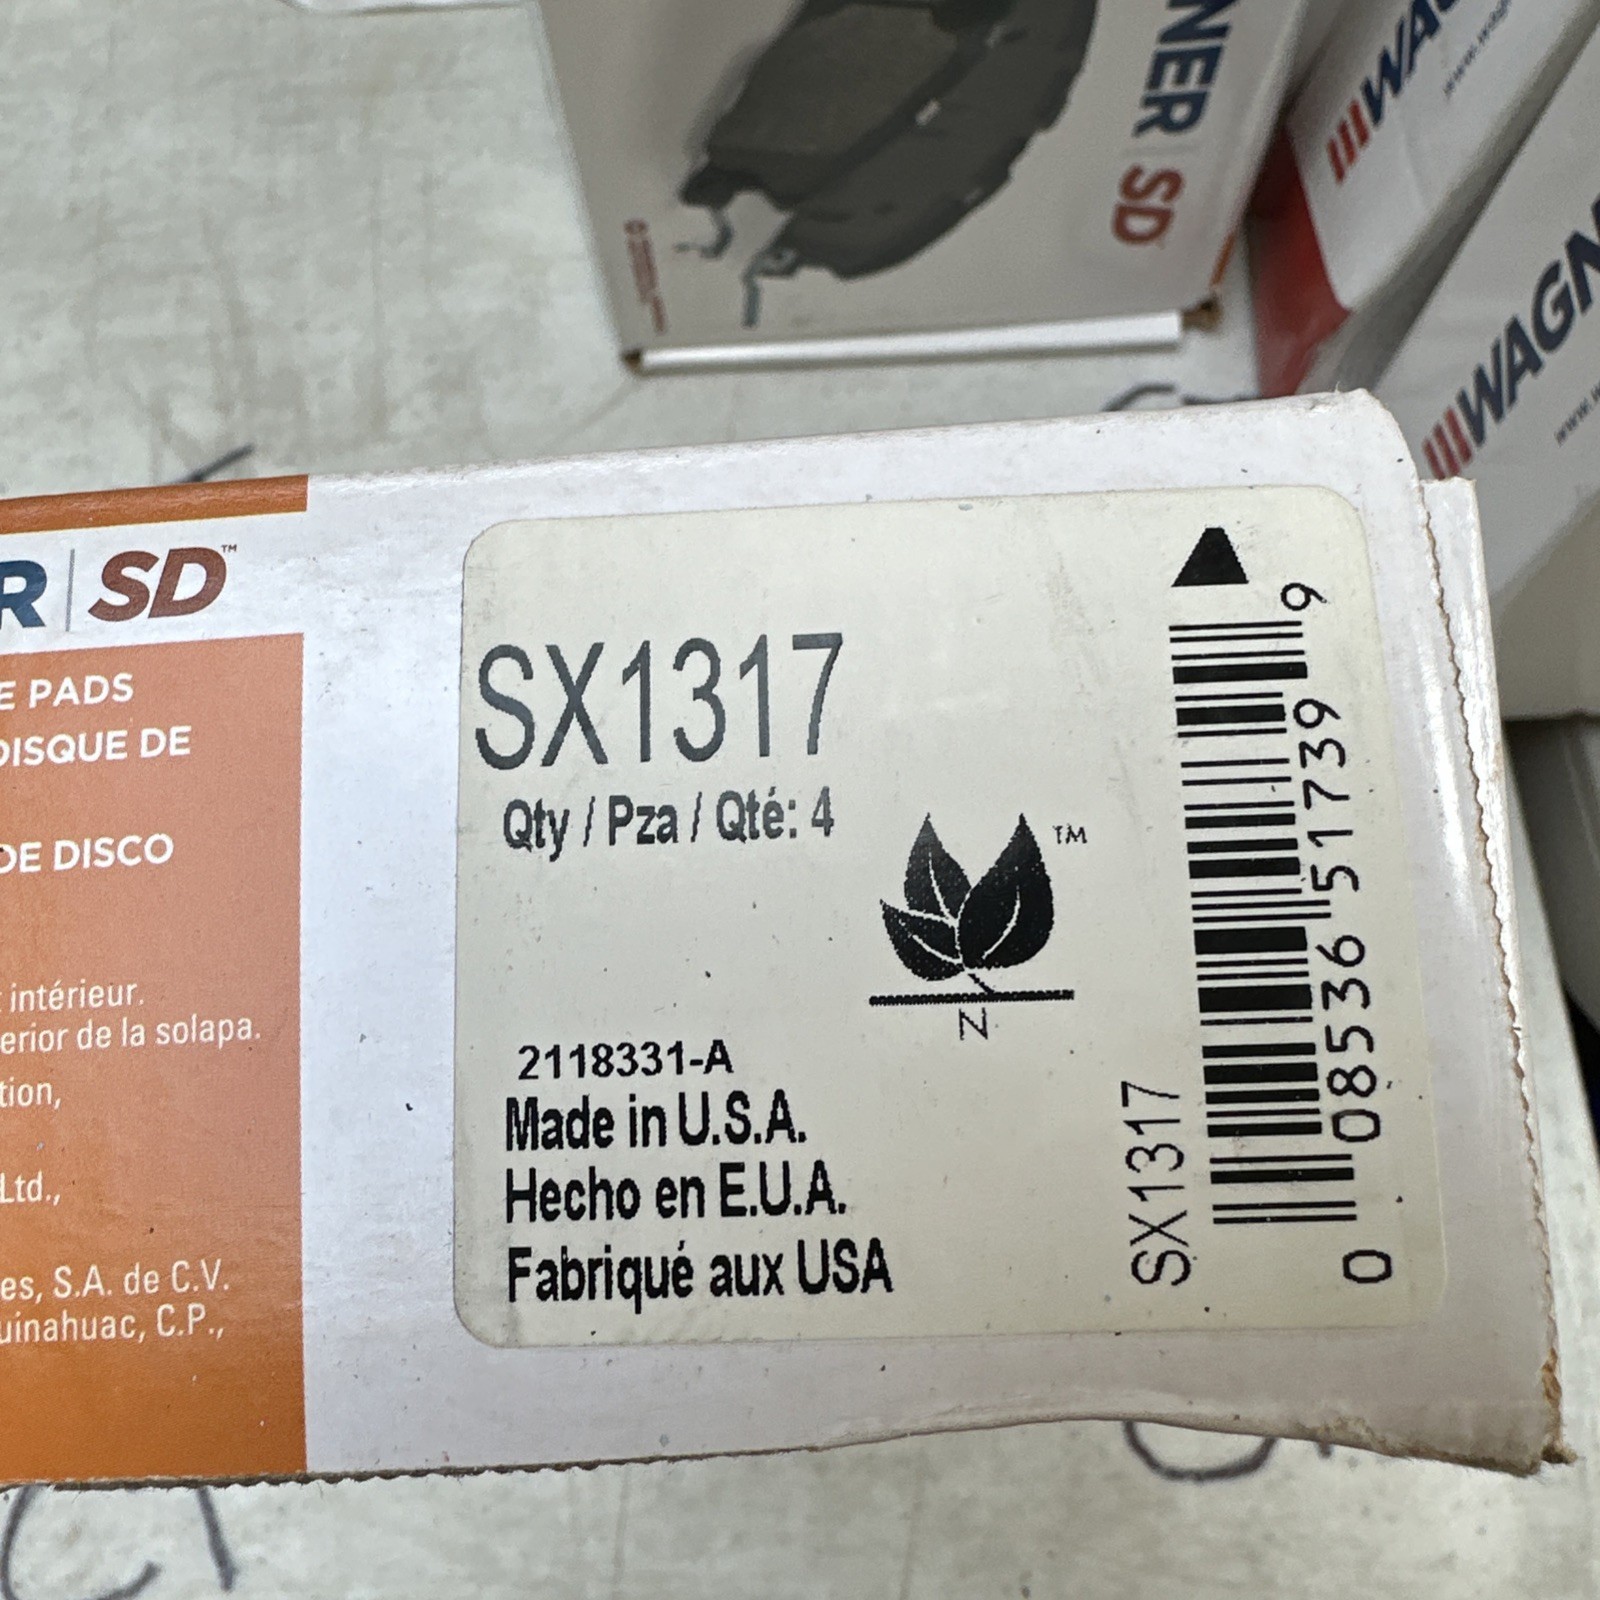 NER | SD
WAG
WAGN
R | SD™
E PADS
DISQUE DE
DE DISCO
t intérieur.
erior de la solapa.
tion,
Ltd.,
es, S.A. de C.V.
uinahuac, C.P.,
SX1317
Qty / Pza / Qté: 4
TM
N
2118331-A
Made in U.S.A.
Hecho en E.U.A.
Fabriqué aux USA
SX1317
0 08536 51739 9